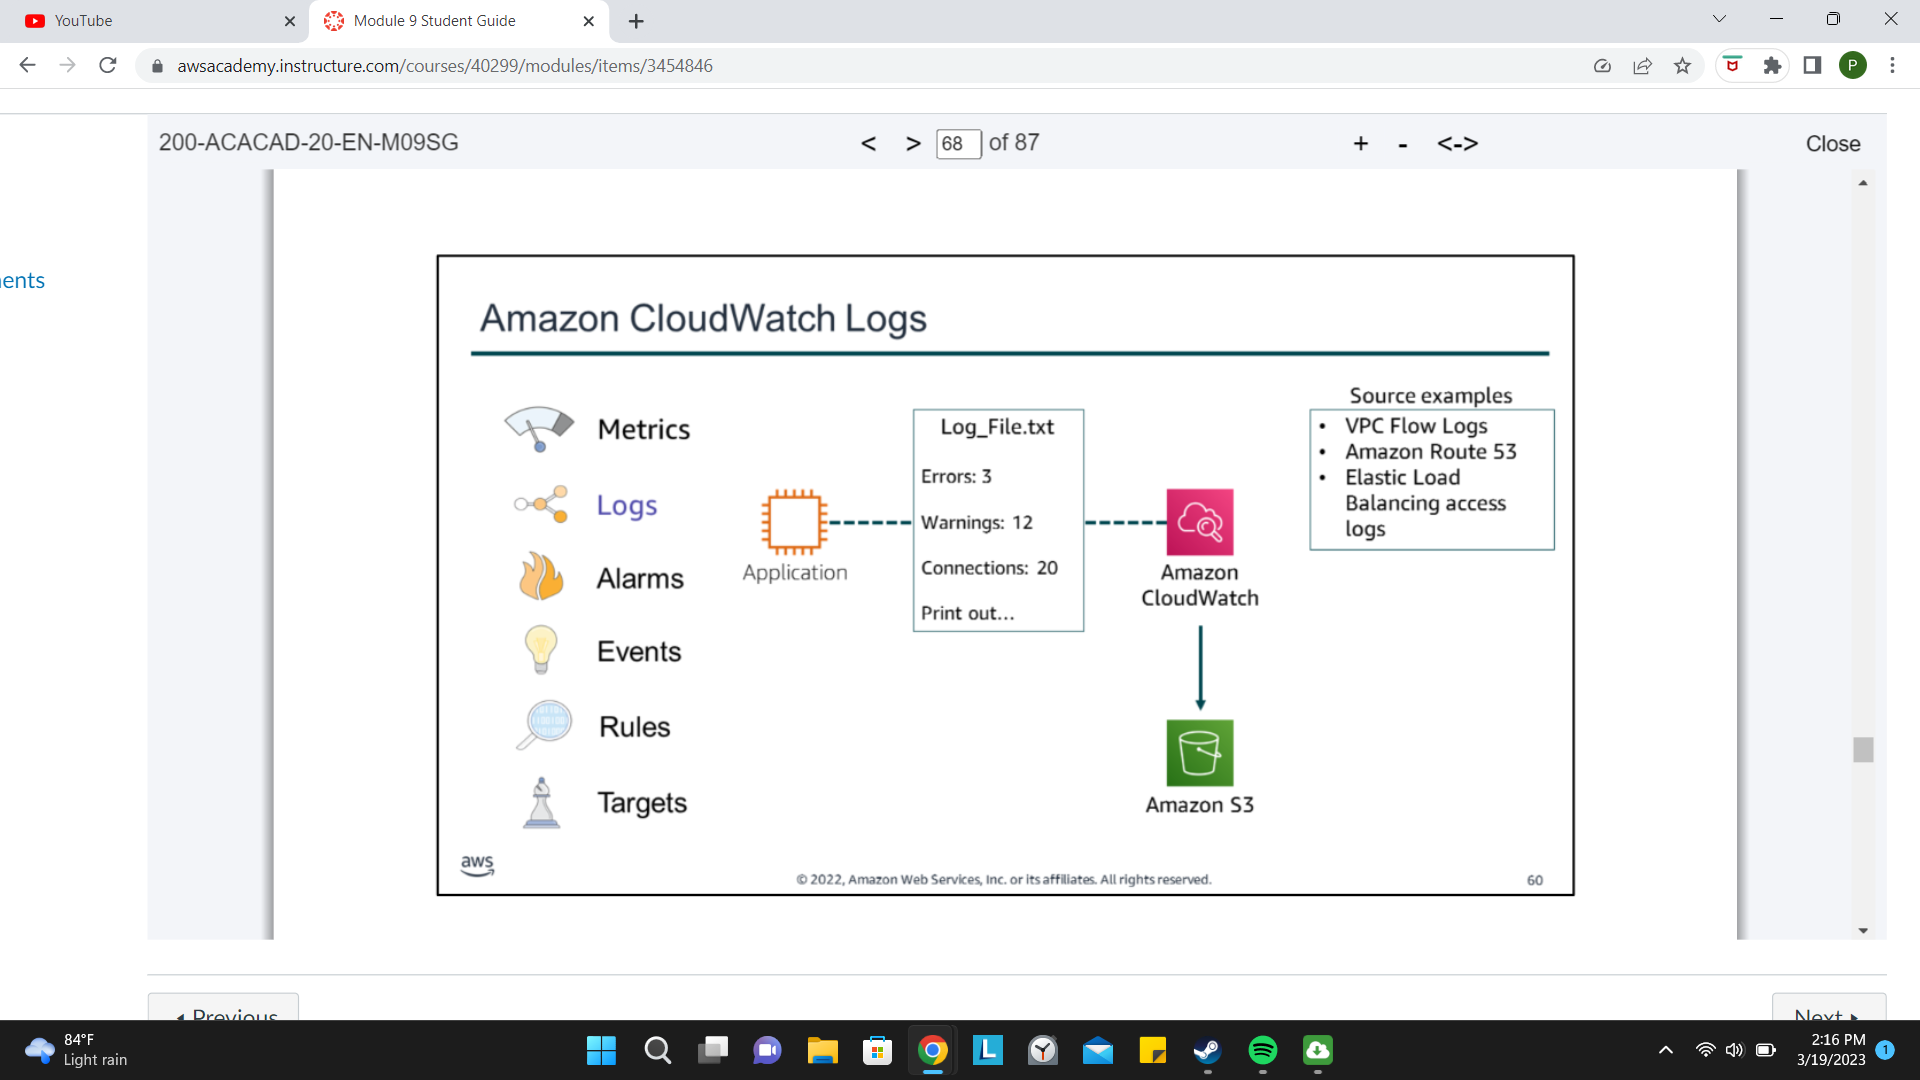 YouTube
Module 9 Student Guide
awsacademy.instructure.com/courses/40299/modules/items/3454846
P
200-ACACAD-20-EN-M09SG
< > 68 of 87
+ - <->
Close
ents
Amazon CloudWatch Logs
Metrics
Logs
Alarms
Events
Rules
Targets
Application
Log_File.txt
Errors: 3
Warnings: 12
Connections: 20
Print out...
Amazon
CloudWatch
Amazon S3
Source examples
• VPC Flow Logs
• Amazon Route 53
• Elastic Load
Balancing access
logs
aws
© 2022, Amazon Web Services, Inc. or its affiliates. All rights reserved.
60
Previous
Next
84°F
Light rain
L
2:16 PM
3/19/2023
1